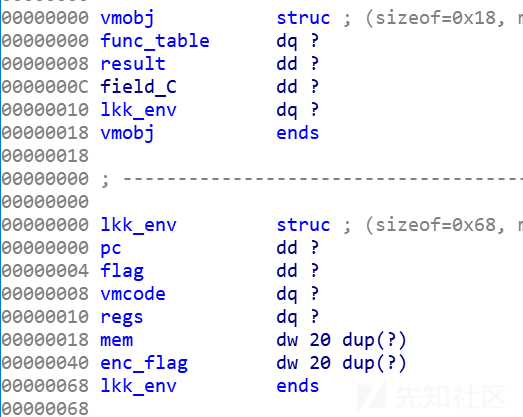 00000000 vmobj struc ; (sizeof=0x18, m
00000000 func_table dq ?
00000008 result dd ?
0000000C field_C dd ?
00000010 lkk_env dq ?
00000018 vmobj ends
00000018
00000000 ; -------------------------------------
00000000
00000000 lkk_env struc ; (sizeof=0x68, m
00000000 pc dd ?
00000004 flag dd ?
00000008 vmcode dq ?
00000010 regs dq ?
00000018 mem dw 20 dup(?)
00000040 enc_flag dw 20 dup(?)
00000068 lkk_env ends
00000068
先知社区